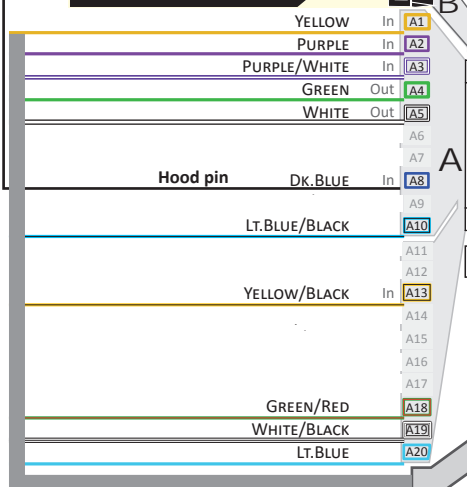 B
YELLOW In A1
PURPLE In A2
PURPLE/WHITE In A3
GREEN Out A4
WHITE Out A5
A6
A7
A
Hood pin DK.BLUE In A8
A9
LT.BLUE/BLACK A10
A11
A12
YELLOW/BLACK In A13
A14
A15
A16
A17
GREEN/RED A18
WHITE/BLACK A19
LT.BLUE A20